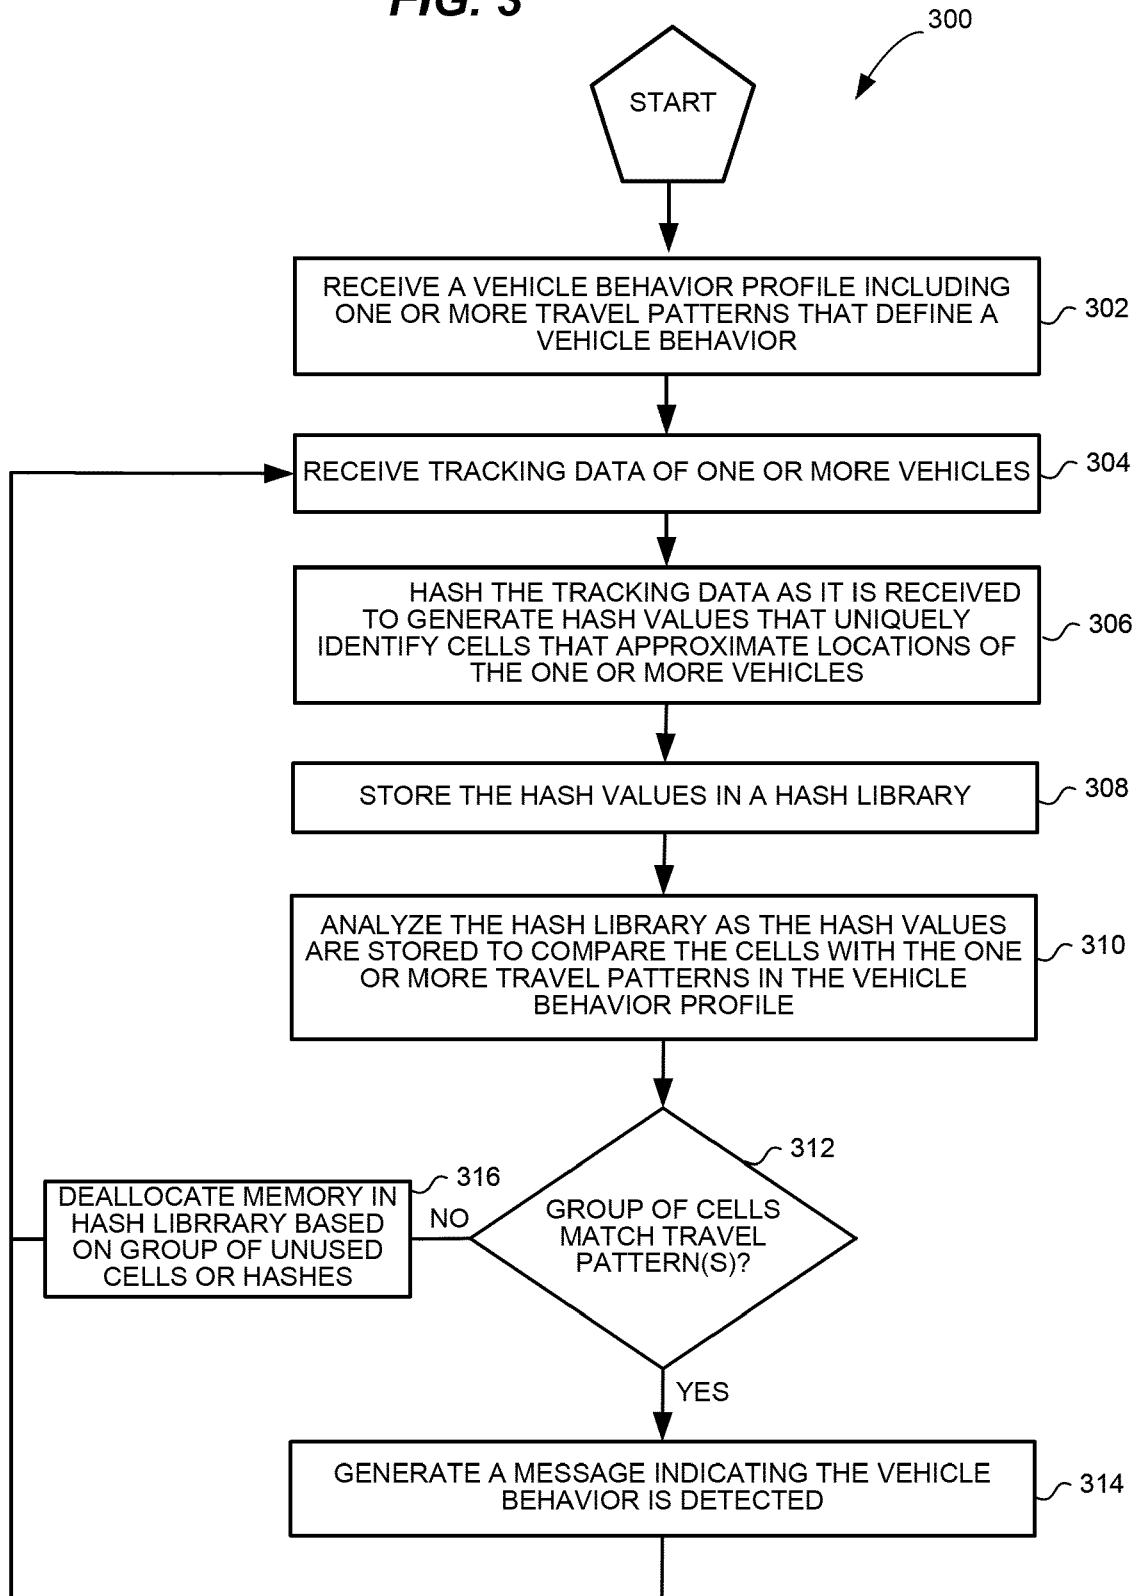 FIG. 3
300
START
RECEIVE A VEHICLE BEHAVIOR PROFILE INCLUDING
ONE OR MORE TRAVEL PATTERNS THAT DEFINE A
VEHICLE BEHAVIOR
302
RECEIVE TRACKING DATA OF ONE OR MORE VEHICLES
304
HASH THE TRACKING DATA AS IT IS RECEIVED
TO GENERATE HASH VALUES THAT UNIQUELY
IDENTIFY CELLS THAT APPROXIMATE LOCATIONS OF
THE ONE OR MORE VEHICLES
306
STORE THE HASH VALUES IN A HASH LIBRARY
308
ANALYZE THE HASH LIBRARY AS THE HASH VALUES
ARE STORED TO COMPARE THE CELLS WITH THE ONE
OR MORE TRAVEL PATTERNS IN THE VEHICLE
BEHAVIOR PROFILE
310
312
GROUP OF CELLS
MATCH TRAVEL
PATTERN(S)?
NO
316
DEALLOCATE MEMORY IN
HASH LIBRRARY BASED
ON GROUP OF UNUSED
CELLS OR HASHES
YES
GENERATE A MESSAGE INDICATING THE VEHICLE
BEHAVIOR IS DETECTED
314